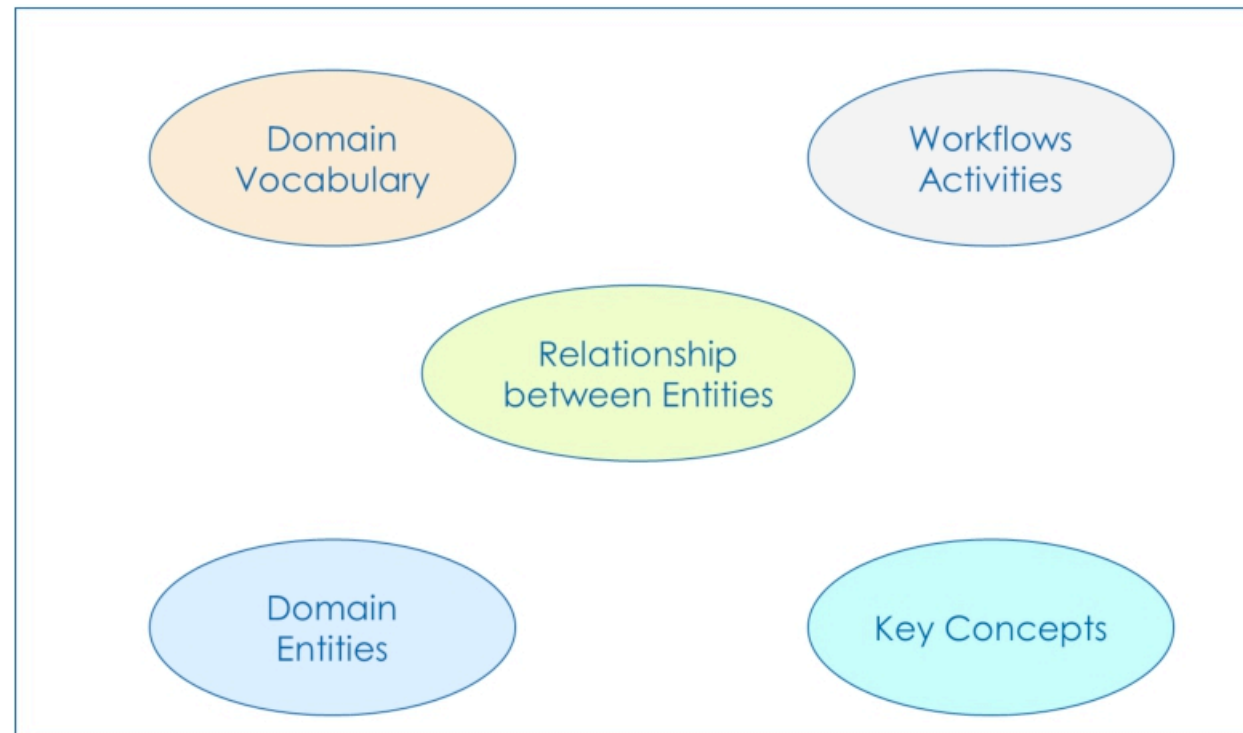 Domain
Vocabulary
Workflows
Activities
Relationship
between Entities
Domain
Entities
Key Concepts